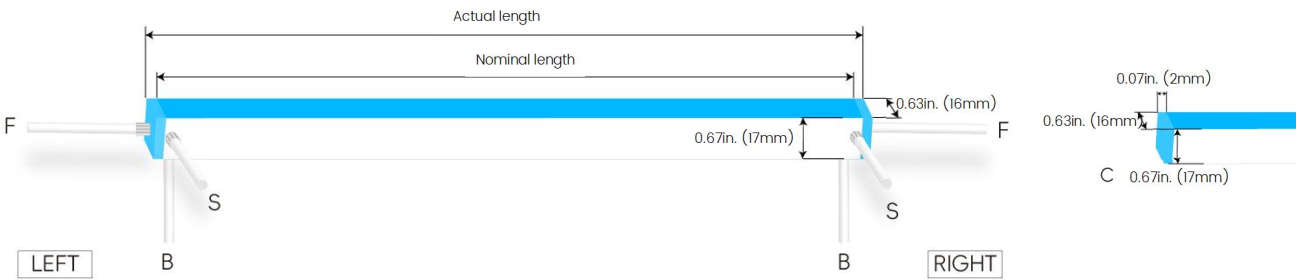 Actual length
Nominal length
0.07in. (2mm)
0.63in. (16mm)
0.63in. (16mm)
F
F
0.67in. (17mm)
C
0.67in. (17mm)
S
S
LEFT
B
B
RIGHT